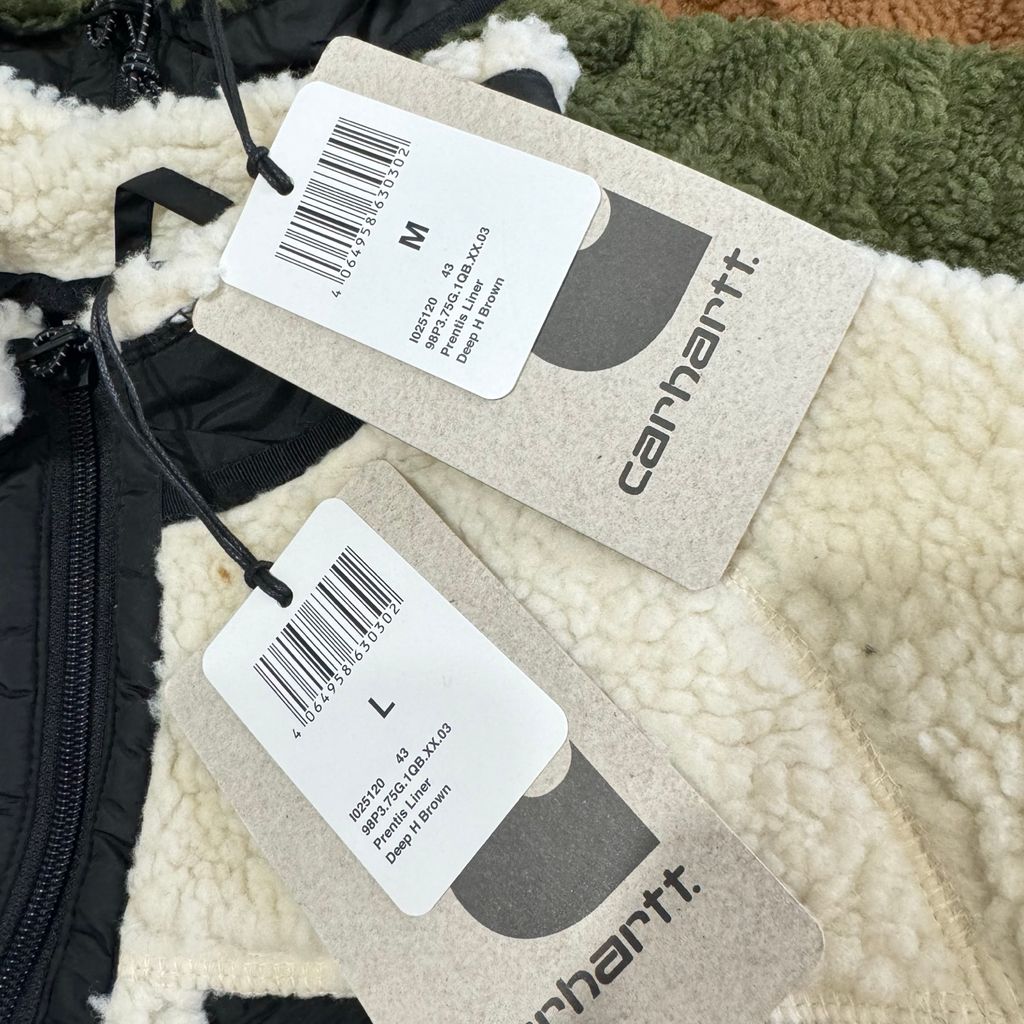 4 064958 630302
M
I025120 43
98P3.75G.1QB.XX.03
Prentis Liner
Deep H Brown
carhartt.
4 064958 630302
L
I025120 43
98P3.75G.1QB.XX.03
Prentis Liner
Deep H Brown
carhartt.